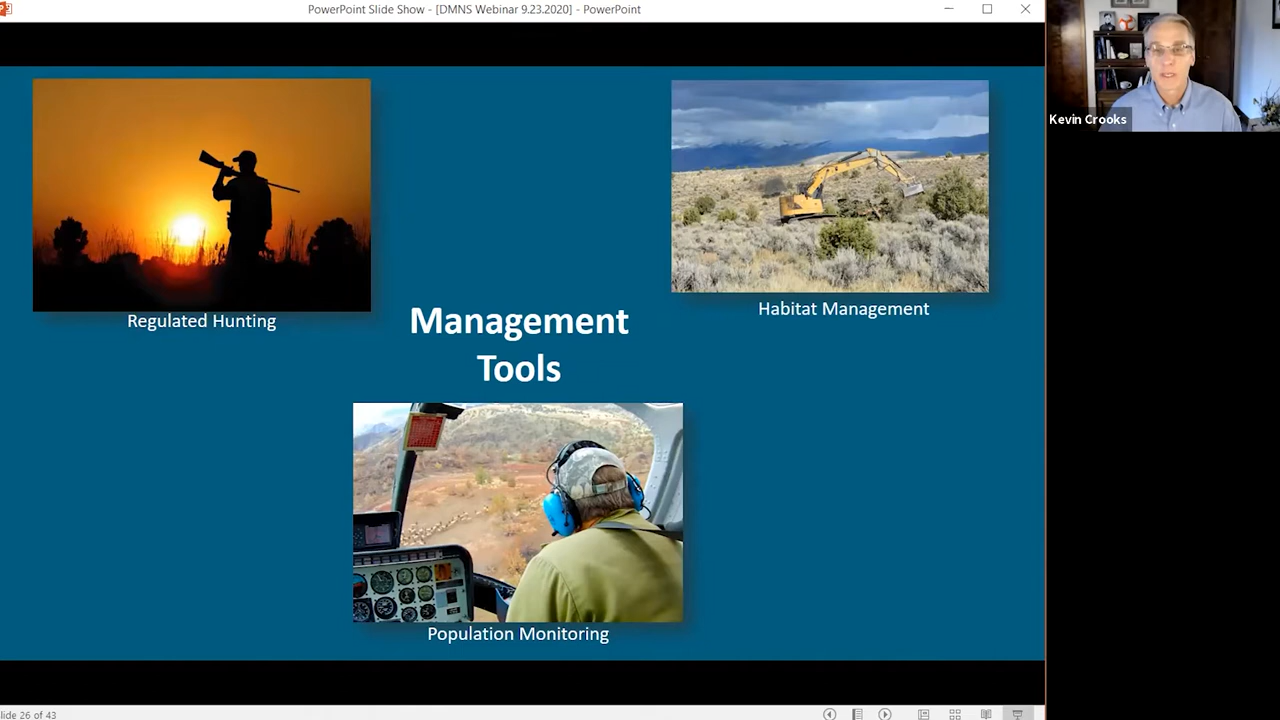 PowerPoint Slide Show - [DMNS Webinar 9.23.2020] - PowerPoint
Kevin Crooks
Regulated Hunting
Habitat Management
Management
Tools
Population Monitoring
lide 26 of 43